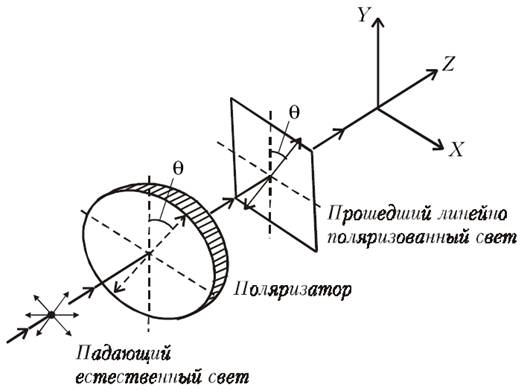 Y
Z
θ
X
θ
Прошедший линейно
поляризованный свет
Поляризатор
Падающий
естественный свет